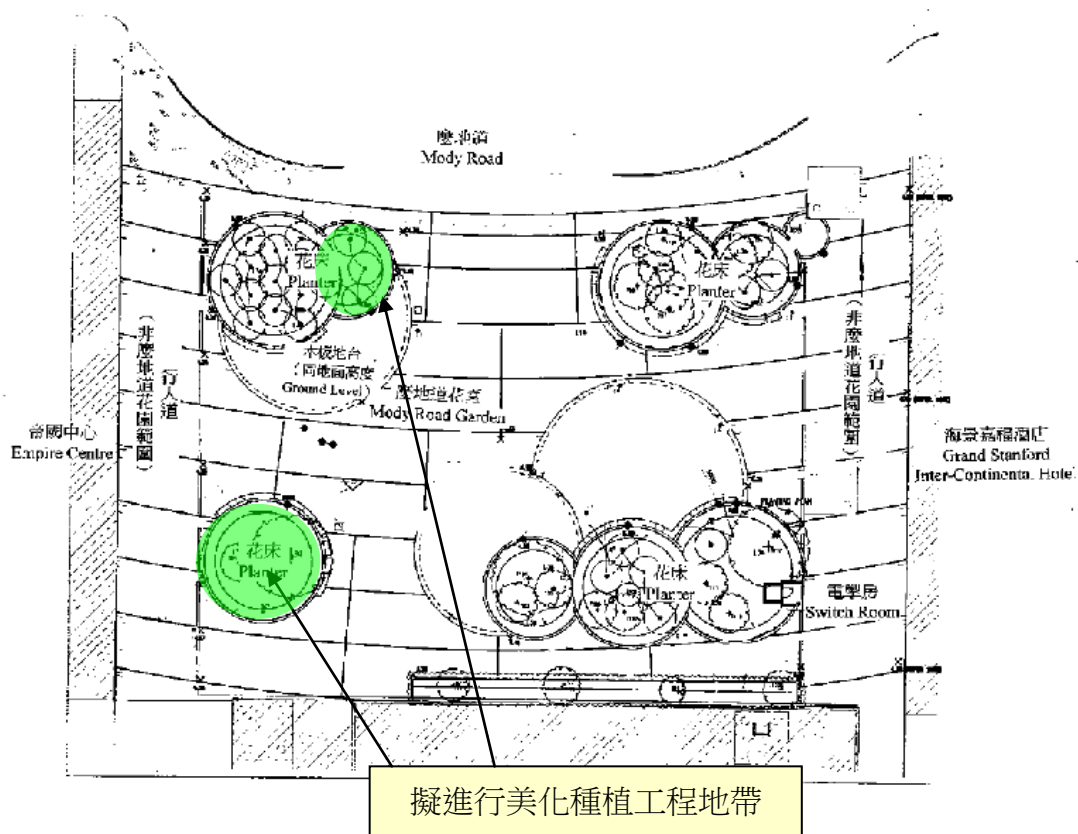 麼地道
Mody Road
花床
Planter
花床
Planter
木板地台
(同地面高度
Ground Level)
麼地道花園
Mody Road Garden
(非麼地道花園範圍)
行人道
(非麼地道花園範圍)
行人道
帝國中心
Empire Centre
海景嘉福酒店
Grand Stanford
Inter-Continental Hotel
花床
Planter
花床
Planter
電掣房
Switch Room
擬進行美化種植工程地帶